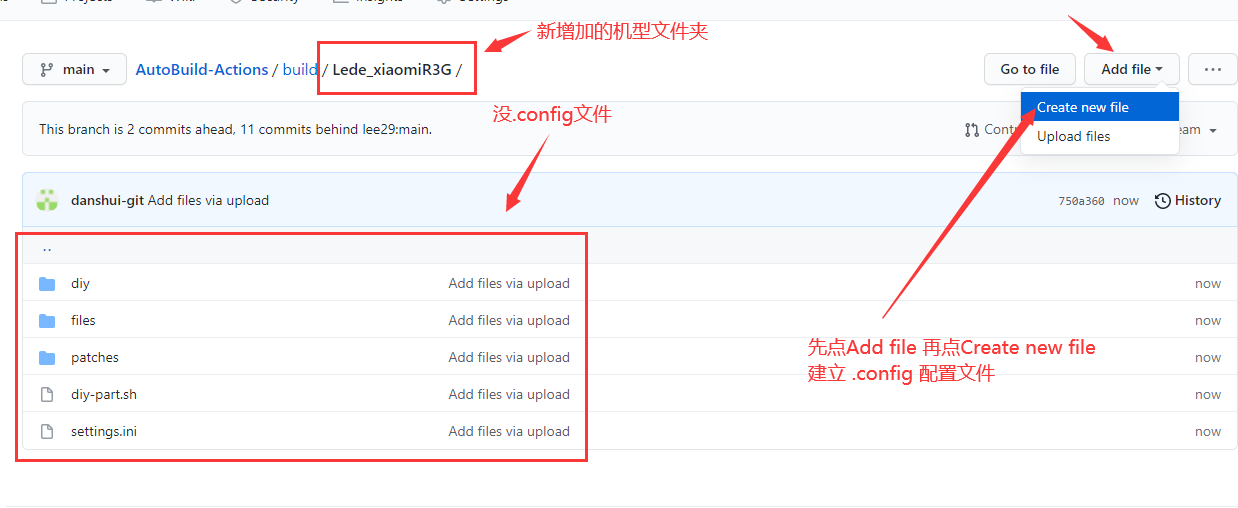 Projects Wiki Security Insights Settings
新增加的机型文件夹
main AutoBuild-Actions / build / Lede_xiaomiR3G / Go to file Add file ...
没.config文件
Create new file
This branch is 2 commits ahead, 11 commits behind lee29:main.
Upload files
danshui-git Add files via upload 750a360 now History
..
diy Add files via upload now
files Add files via upload now
patches Add files via upload now
先点Add file 再点Create new file
建立 .config 配置文件
diy-part.sh Add files via upload now
settings.ini Add files via upload now